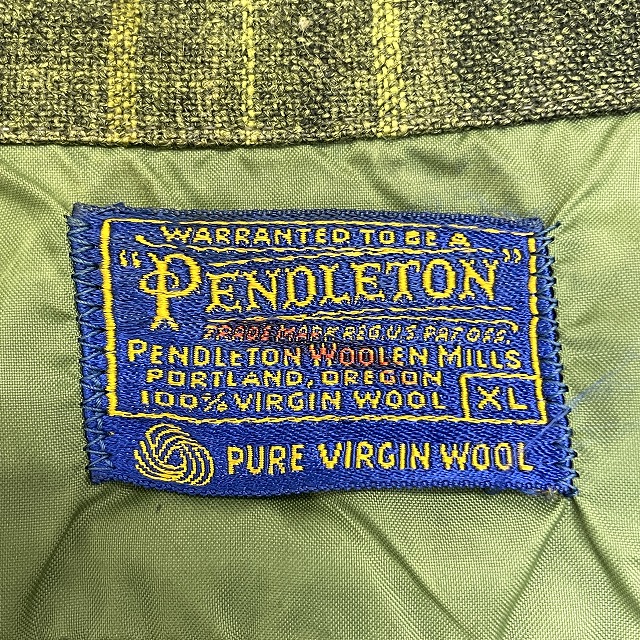 WARRANTED TO BE A
"PENDLETON"
TRADE MARK REG. U.S. PAT. OFF.
PENDLETON WOOLEN MILLS
PORTLAND, OREGON
100% VIRGIN WOOL XL
PURE VIRGIN WOOL